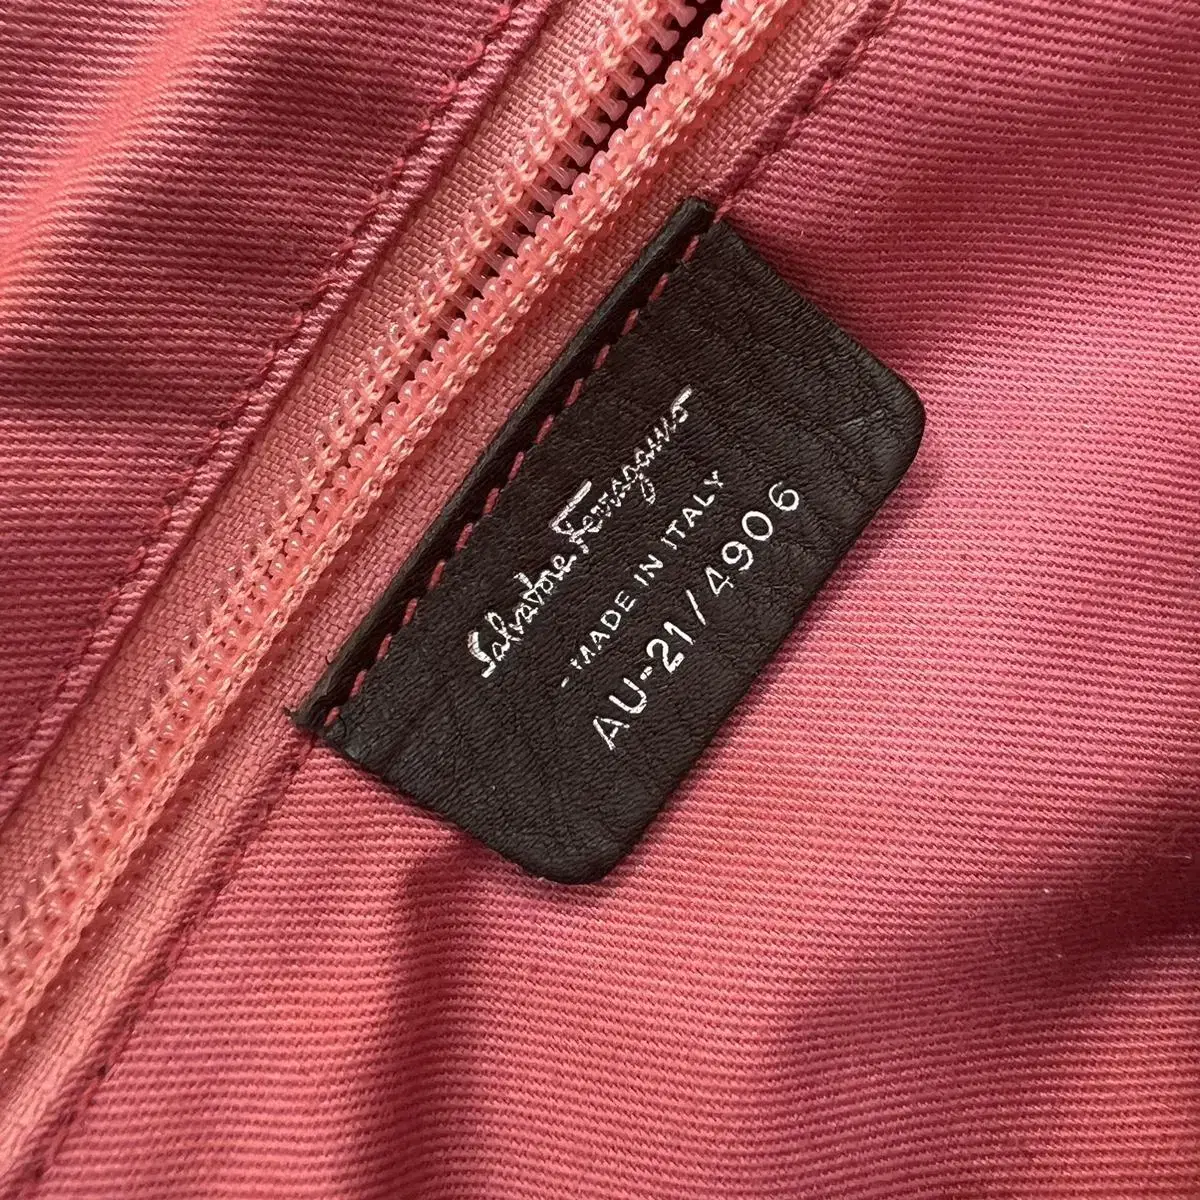 Salvatore Ferragamo
-MADE IN ITALY
AU-21/4906